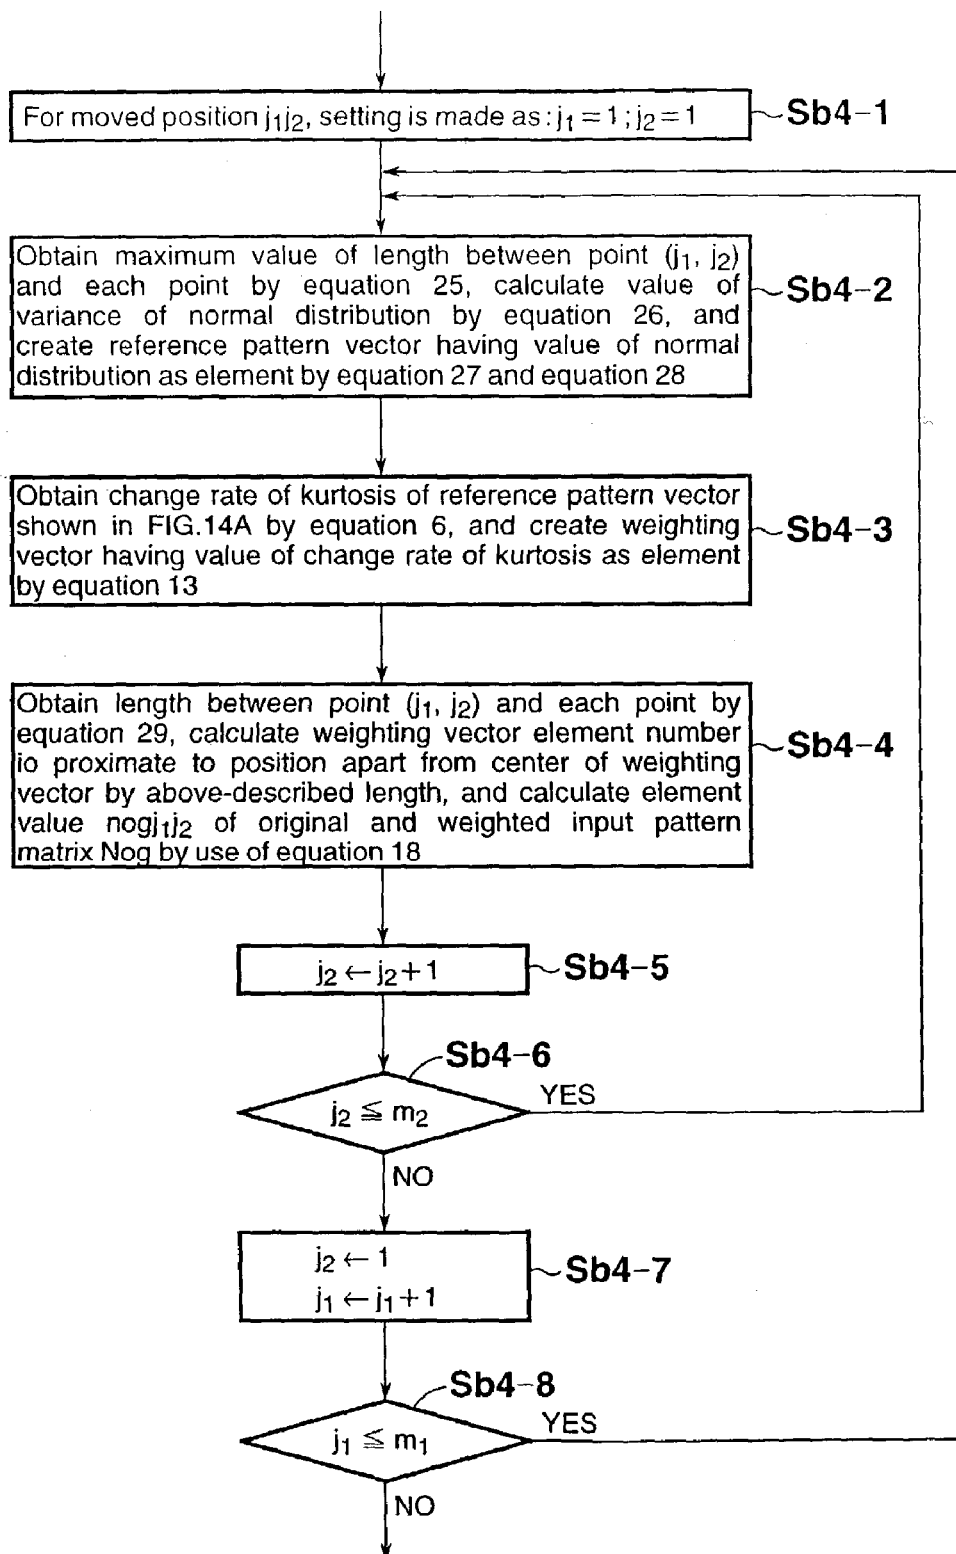 For moved position j₁j₂, setting is made as : j₁ = 1 ; j₂ = 1
Sb4-1
Obtain maximum value of length between point (j₁, j₂)
and each point by equation 25, calculate value of
variance of normal distribution by equation 26, and
create reference pattern vector having value of normal
distribution as element by equation 27 and equation 28
Sb4-2
Obtain change rate of kurtosis of reference pattern vector
shown in FIG.14A by equation 6, and create weighting
vector having value of change rate of kurtosis as element
by equation 13
Sb4-3
Obtain length between point (j₁, j₂) and each point by
equation 29, calculate weighting vector element number
io proximate to position apart from center of weighting
vector by above-described length, and calculate element
value nogj₁j₂ of original and weighted input pattern
matrix Nog by use of equation 18
Sb4-4
j₂ ← j₂ + 1
Sb4-5
Sb4-6
j₂ ≦ m₂
YES
NO
j₂ ← 1
j₁ ← j₁ + 1
Sb4-7
Sb4-8
j₁ ≦ m₁
YES
NO